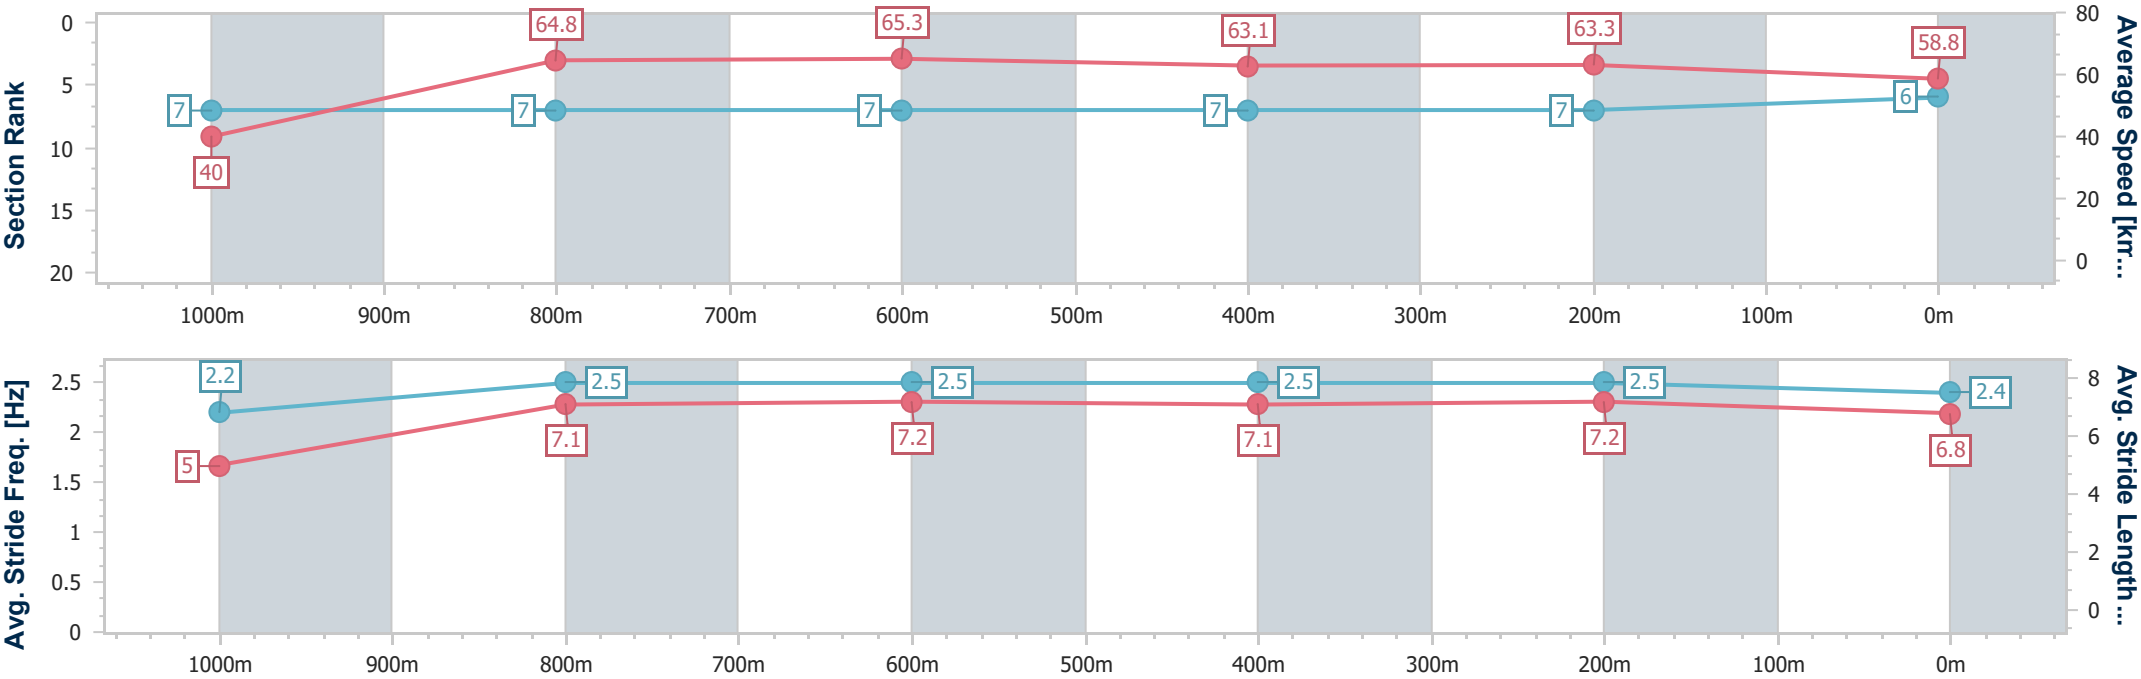 Section Rank
0
5
10
15
20
64.8
65.3
63.1
63.3
58.8
7
7
7
7
7
6
40
80
60
40
20
0
Average Speed [km...
1000m
900m
800m
700m
600m
500m
400m
300m
200m
100m
0m
Avg. Stride Freq. [Hz]
2.5
2
1.5
1
0.5
0
2.2
2.5
2.5
2.5
2.5
2.4
5
7.1
7.2
7.1
7.2
6.8
8
6
4
2
0
Avg. Stride Length...
1000m
900m
800m
700m
600m
500m
400m
300m
200m
100m
0m